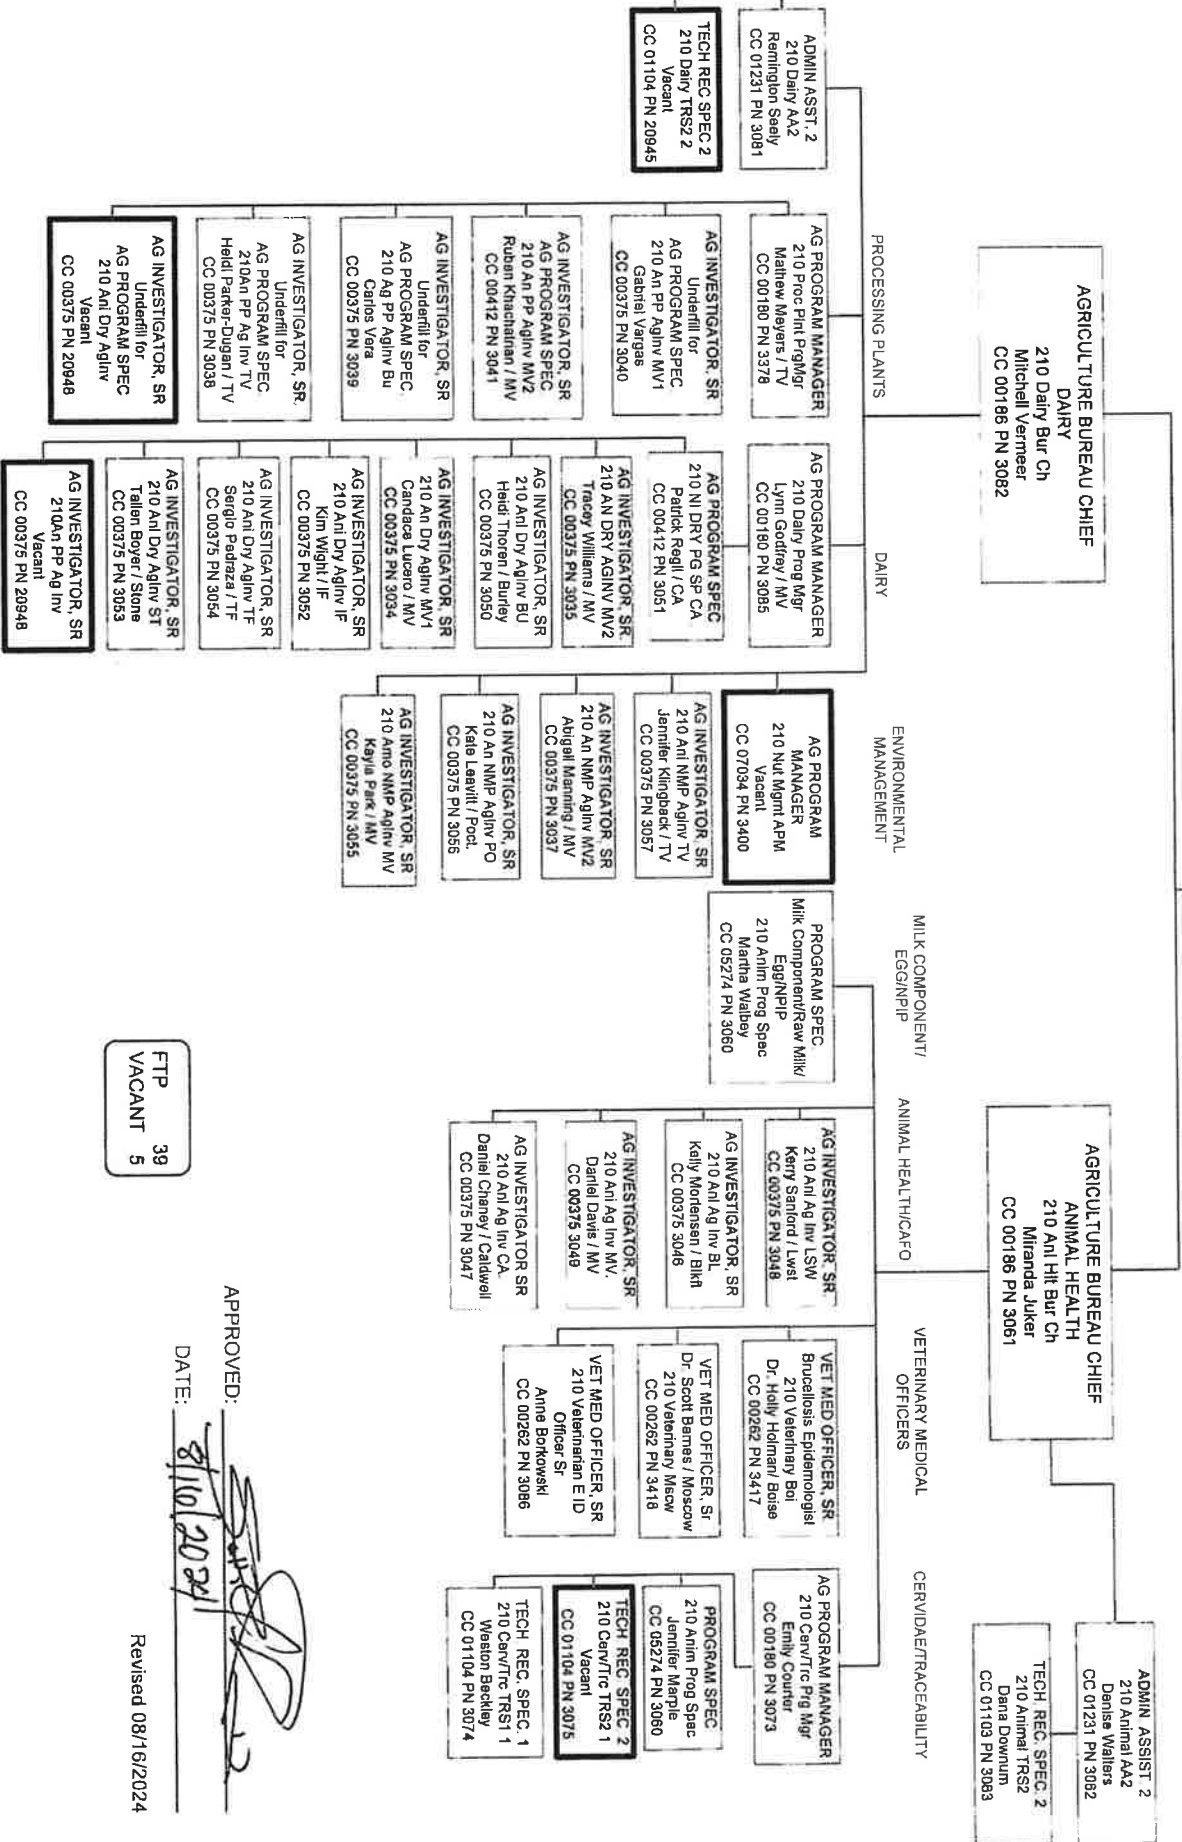 AGRICULTURE BUREAU CHIEF
DAIRY
210 Dairy Bur Ch
Mitchell Vermeer
CC 00186 PN 3082
AGRICULTURE BUREAU CHIEF
ANIMAL HEALTH
210 Anl Hlt Bur Ch
Miranda Juker
CC 00186 PN 3061
ADMIN. ASSIST. 2
210 Animal AA2
Denise Walters
CC 01231 PN 3062
TECH. REC. SPEC. 2
210 Animal TRS2
Dana Downum
CC 01103 PN 3063
ADMIN ASST. 2
210 Dairy AA2
Remington Seely
CC 01231 PN 3081
TECH REC SPEC 2
210 Dairy TRS2 2
Vacant
CC 01104 PN 20945
PROCESSING PLANTS
AG PROGRAM MANAGER
210 Proc Plnt PrgMgr
Mathew Meyers / TV
CC 00180 PN 3378
AG INVESTIGATOR, SR
Underfill for
AG PROGRAM SPEC
210 An PP AgInv MV1
Gabriel Vargas
CC 00375 PN 3040
AG INVESTIGATOR, SR
AG PROGRAM SPEC
210 An PP AgInv MV2
Ruben Khachatrian / MV
CC 00412 PN 3041
AG INVESTIGATOR, SR
Underfill for
AG PROGRAM SPEC.
210 Ag PP AgInv Bu
Carlos Vera
CC 00375 PN 3039
AG INVESTIGATOR, SR.
Underfill for
AG PROGRAM SPEC.
210An PP Ag Inv TV
Heidi Parker-Dugan / TV
CC 00375 PN 3038
AG INVESTIGATOR, SR
Underfill for
AG PROGRAM SPEC
210 Ani Dry AgInv
Vacant
CC 00375 PN 20948
DAIRY
AG PROGRAM MANAGER
210 Dairy Prog Mgr
Lynn Godfrey / MV
CC 00180 PN 3085
AG PROGRAM SPEC
210 NI DRY PG SP CA
Patrick Regli / CA
CC 00412 PN 3051
AG INVESTIGATOR, SR.
210 AN DRY AGINV MV2
Tracey Williams / MV
CC 00375 PN 3035
AG INVESTIGATOR, SR
210 Anl Dry AgInv BU
Heidi Thoren / Burley
CC 00375 PN 3050
AG INVESTIGATOR, SR
210 An Dry AgInv MV1
Candace Lucero / MV
CC 00375 PN 3034
AG INVESTIGATOR, SR
210 Ani Dry AgInv IF
Kim Wight / IF
CC 00375 PN 3052
AG INVESTIGATOR, SR
210 Ani Dry AgInv TF
Sergio Pedraza / TF
CC 00375 PN 3054
AG INVESTIGATOR, SR
210 Anl Dry AgInv ST
Tallen Boyer / Stone
CC 00375 PN 3053
AG INVESTIGATOR, SR
210An PP Ag Inv
Vacant
CC 00375 PN 20946
ENVIRONMENTAL
MANAGEMENT
AG PROGRAM
MANAGER
210 Nut Mgmt APM
Vacant
CC 07034 PN 3400
AG INVESTIGATOR, SR
210 Ani NMP AgInv TV
Jennifer Klingback / TV
CC 00375 PN 3057
AG INVESTIGATOR, SR
210 An NMP AgInv MV2
Abigail Manning / MV
CC 00375 PN 3037
AG INVESTIGATOR, SR
210 An NMP AgInv PO
Kate Leavitt / Poct.
CC 00375 PN 3056
AG INVESTIGATOR, SR
210 Amo NMP AgInv MV
Kayla Park / MV
CC 00375 PN 3055
MILK COMPONENT/
EGG/NPIP
PROGRAM SPEC.
Milk Component/Raw Milk/
Egg/NPIP
210 Anim Prog Spec
Martha Walbey
CC 05274 PN 3060
ANIMAL HEALTH/CAFO
AG INVESTIGATOR, SR.
210 Anl Ag Inv LSW
Kerry Sanford / Lwst
CC 00375 PN 3048
AG INVESTIGATOR, SR
210 Anl Ag Inv BL
Kelly Mortensen / Blkft
CC 00375 3046
AG INVESTIGATOR, SR
210 Ani Ag Inv MV.
Daniel Davis / MV
CC 00375 3049
AG INVESTIGATOR SR
210 Anl Ag Inv CA.
Daniel Chaney / Caldwell
CC 00375 PN 3047
VETERINARY MEDICAL
OFFICERS
VET MED OFFICER, SR
Brucellosis Epidemologist
210 Veterinary Boi
Dr. Holly Holman/ Boise
CC 00262 PN 3417
VET MED OFFICER, Sr
Dr. Scott Barnes / Moscow
210 Veterinary Mscw
CC 00262 PN 3418
VET MED OFFICER, SR
210 Veterinarian E ID
Officer Sr
Anne Borkowski
CC 00262 PN 3086
CERVIDAE/TRACEABILITY
AG PROGRAM MANAGER
210 Cerv/Trc Prg Mgr
Emily Courter
CC 00180 PN 3073
PROGRAM SPEC
210 Anim Prog Spec
Jennifer Marple
CC 05274 PN 3060
TECH. REC. SPEC 2
210 Cerv/Trc TRS2 1
Vacant
CC 01104 PN 3075
TECH. REC. SPEC. 1
210 Cerv/Trc TRS1 1
Weston Beckley
CC 01104 PN 3074
FTP 39
VACANT 5
APPROVED:
DATE: 8/16/2024
Revised 08/16/2024